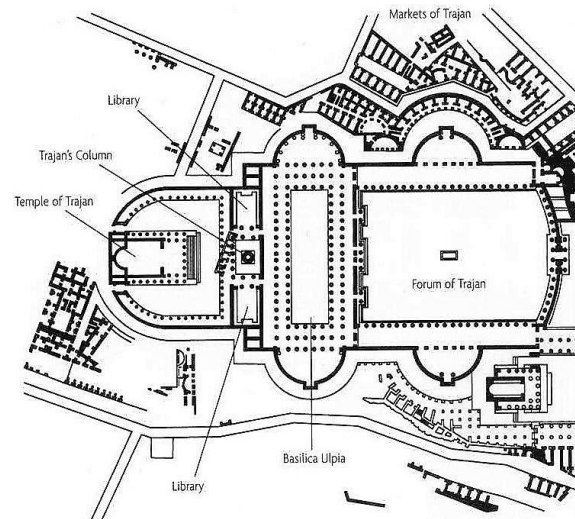 Markets of Trajan
Library
Trajan's Column
Temple of Trajan
Forum of Trajan
Basilica Ulpia
Library